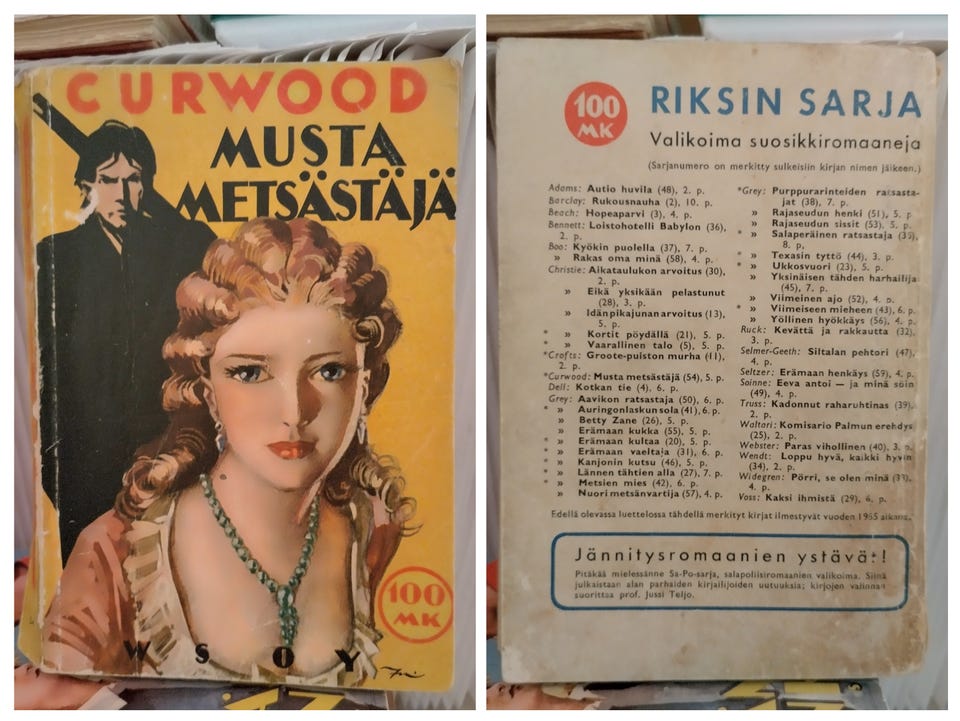 CURWOOD
MUSTA
METSÄSTÄJÄ
100
MK
WSOY
100
MK
RIKSIN SARJA
Valikoima suosikkiromaaneja
(Sarjanumero on merkitty sulkeisiin kirjan nimen jälkeen.)
Adams: Autio huvila (48), 2. p.
Barclay: Rukousnauha (2), 10. p.
Beach: Hopeaparvi (3), 4. p.
Bennett: Loistohotelli Babylon (36),
2. p.
Boo: Kyökin puolella (37), 7. p.
» Rakas oma minä (58), 4. p.
Christie: Aikataulukon arvoitus (30),
2. p.
» Eikä yksikään pelastunut
(28), 3. p.
» Idän pikajunan arvoitus (13),
5. p.
* » Kortit pöydällä (21), 5. p.
* » Vaarallinen talo (5), 5. p.
*Crofts: Groote-puiston murha (11),
2. p.
*Curwood: Musta metsästäjä (54), 5. p.
Dell: Kotkan tie (4), 6. p.
Grey: Aavikon ratsastaja (50), 6. p.
* » Auringonlaskun sola (41), 6. p.
» Betty Zane (26), 5. p.
» Erämaan kukka (55), 5. p.
* » Erämaan kultaa (20), 5. p.
* » Erämaan vaeltaja (31), 6. p.
* » Kanjonin kutsu (46), 5. p.
* » Lännen tähtien alla (27), 7. p.
* » Metsien mies (42), 6. p.
» Nuori metsänvartija (57), 4. p.
*Grey: Purppurarinteiden ratsasta-
jat (38), 7. p.
» Rajaseudun henki (51), 5. p
» Rajaseudun sissit (53), 5. p.
* » Salaperäinen ratsastaja (35),
8. p,
* » Texasin tyttö (44), 3. p.
* » Ukkosvuori (23), 5. p.
» Yksinäisen tähden harhailija
(45), 7. p.
» Viimeinen ajo (52), 4. p.
* » Viimeiseen mieheen (43), 6. p.
» Yöllinen hyökkäys (56), 4. p.
Ruck: Kevättä ja rakkautta (32),
3. p.
Selmer-Geeth: Siltalan pehtori (47),
4. p.
Seltzer: Erämaan henkäys (59), 4. p.
Soinne: Eeva antoi — ja minä söin
(49), 4. p.
Truss: Kadonnut raharuhtinas (39),
2. p.
Waltari: Komisario Palmun erehdys
(25), 2. p.
Webster: Paras vihollinen (40), 3. p.
Wendt: Loppu hyvä, kaikki hyvin
(34), 2. p.
Widegren: Pörri, se olen minä (33),
4. p.
Voss: Kaksi ihmistä (29), 6. p.
Edellä olevassa luettelossa tähdellä merkityt kirjat ilmestyvät vuoden 1955 aikana.
Jännitysromaanien ystävät!
Pitäkää mielessänne Sa-Po-sarja, salapoliisiromaanien valikoima. Siinä
julkaistaan alan parhaiden kirjailijoiden uutuuksia; kirjojen valinnan
suorittaa prof. Jussi Teljo.